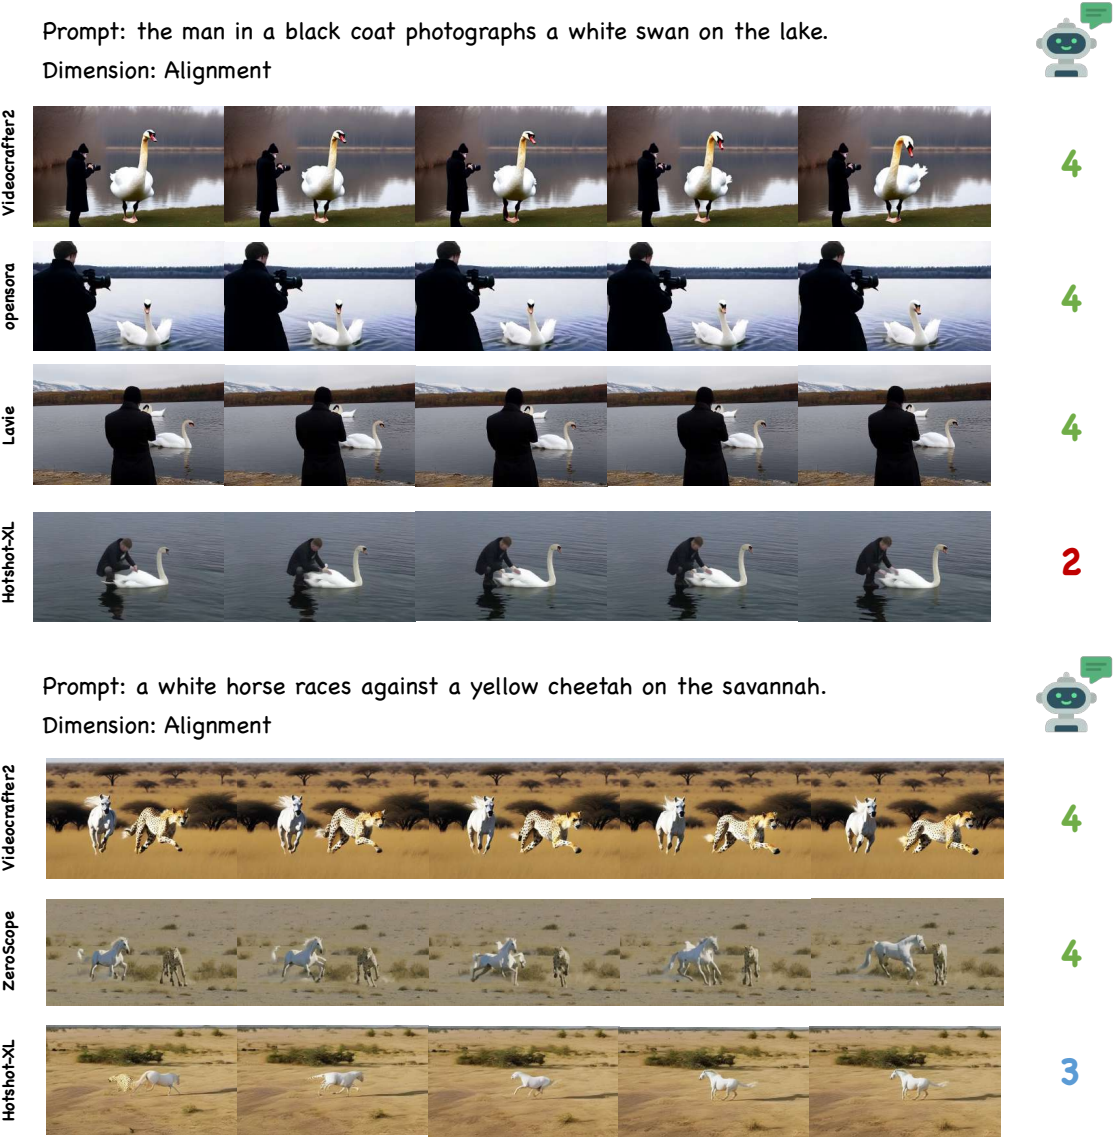 Prompt: the man in a black coat photographs a white swan on the lake.
Dimension: Alignment
Videocrafter2
4
opensora
4
Lavie
4
Hotshot-XL
2
Prompt: a white horse races against a yellow cheetah on the savannah.
Dimension: Alignment
Videocrafter2
4
ZeroScope
4
Hotshot-XL
3